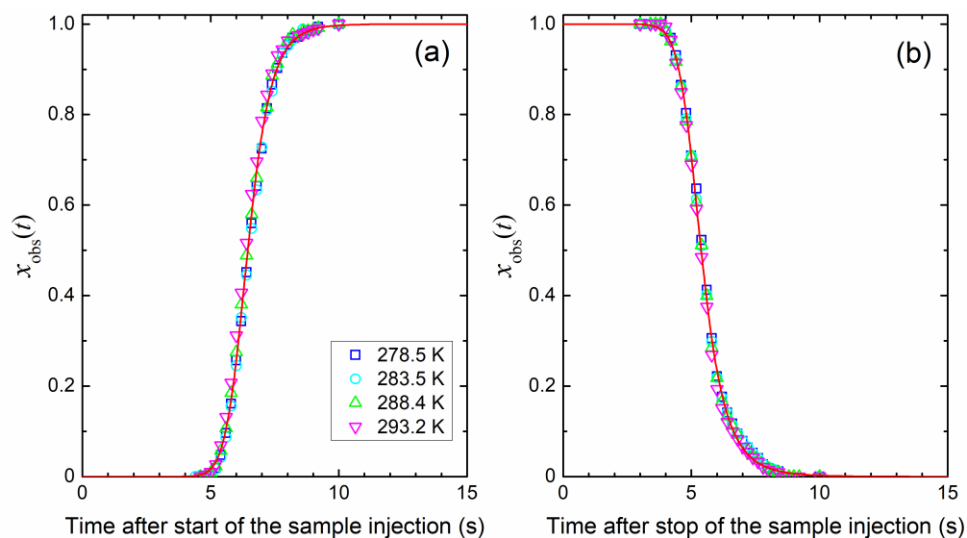 1.0
0.8
0.6
0.4
0.2
0
x_obs(t)
(a)
278.5 K
283.5 K
288.4 K
293.2 K
0 5 10 15
Time after start of the sample injection (s)
1.0
0.8
0.6
0.4
0.2
0
x_obs(t)
(b)
0 5 10 15
Time after stop of the sample injection (s)